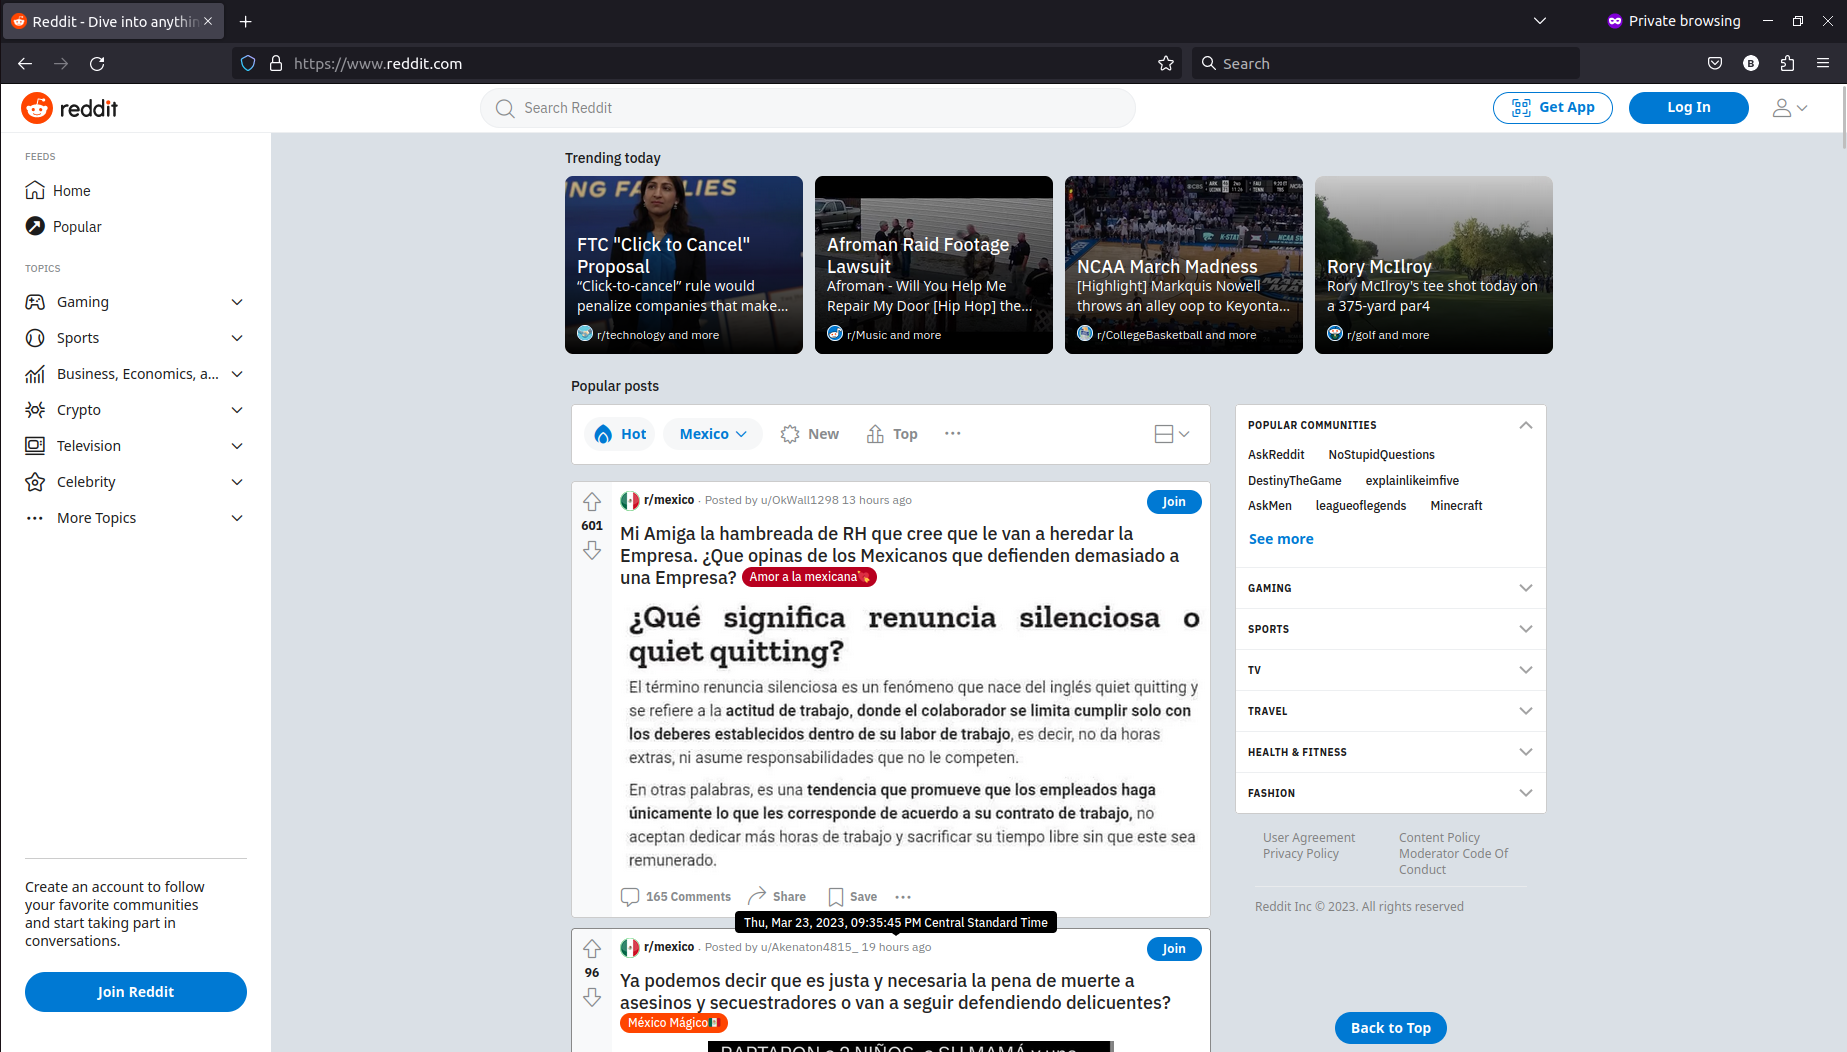 Reddit - Dive into anythin
Private browsing
https://www.reddit.com
Search
reddit
Search Reddit
Get App
Log In
FEEDS
Home
Popular
TOPICS
Gaming
Sports
Business, Economics, a...
Crypto
Television
Celebrity
More Topics
Create an account to follow
your favorite communities
and start taking part in
conversations.
Join Reddit
Trending today
NG FA LIES
FTC "Click to Cancel"
Proposal
“Click-to-cancel” rule would
penalize companies that make...
r/technology and more
Afroman Raid Footage
Lawsuit
Afroman - Will You Help Me
Repair My Door [Hip Hop] the...
r/Music and more
NCAA March Madness
[Highlight] Markquis Nowell
throws an alley oop to Keyonta...
r/CollegeBasketball and more
Rory McIlroy
Rory McIlroy's tee shot today on
a 375-yard par4
r/golf and more
Popular posts
Hot
Mexico
New
Top
601
r/mexico · Posted by u/OkWall1298 13 hours ago
Join
Mi Amiga la hambreada de RH que cree que le van a heredar la
Empresa. ¿Que opinas de los Mexicanos que defienden demasiado a
una Empresa? Amor a la mexicana
¿Qué significa renuncia silenciosa o
quiet quitting?
El término renuncia silenciosa es un fenómeno que nace del inglés quiet quitting y
se refiere a la actitud de trabajo, donde el colaborador se limita cumplir solo con
los deberes establecidos dentro de su labor de trabajo, es decir, no da horas
extras, ni asume responsabilidades que no le competen.
En otras palabras, es una tendencia que promueve que los empleados haga
únicamente lo que les corresponde de acuerdo a su contrato de trabajo, no
aceptan dedicar más horas de trabajo y sacrificar su tiempo libre sin que este sea
remunerado.
165 Comments
Share
Save
Thu, Mar 23, 2023, 09:35:45 PM Central Standard Time
96
r/mexico · Posted by u/Akenaton4815_ 19 hours ago
Join
Ya podemos decir que es justa y necesaria la pena de muerte a
asesinos y secuestradores o van a seguir defendiendo delicuentes?
México Mágico
POPULAR COMMUNITIES
AskReddit NoStupidQuestions
DestinyTheGame explainlikeimfive
AskMen leagueoflegends Minecraft
See more
GAMING
SPORTS
TV
TRAVEL
HEALTH & FITNESS
FASHION
User Agreement
Privacy Policy
Content Policy
Moderator Code Of
Conduct
Reddit Inc © 2023. All rights reserved
Back to Top